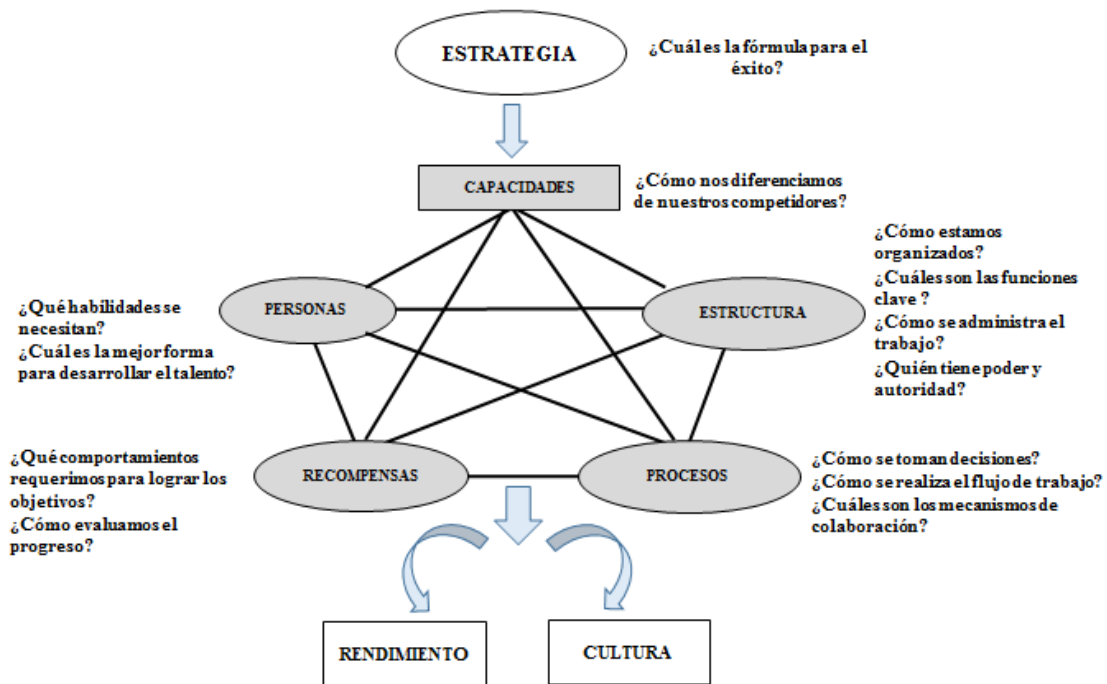 ESTRATEGIA
¿Cuál es la fórmula para el
éxito?
CAPACIDADES
¿Cómo nos diferenciamos
de nuestros competidores?
¿Cómo estamos
organizados?
¿Cuáles son las funciones
clave ?
¿Cómo se administra el
trabajo?
¿Quién tiene poder y
autoridad?
¿Qué habilidades se
necesitan?
¿Cuál es la mejor forma
para desarrollar el talento?
PERSONAS
ESTRUCTURA
¿Qué comportamientos
requerimos para lograr los
objetivos?
¿Cómo evaluamos el
progreso?
RECOMPENSAS
PROCESOS
¿Cómo se toman decisiones?
¿Cómo se realiza el flujo de trabajo?
¿Cuáles son los mecanismos de
colaboración?
RENDIMIENTO
CULTURA